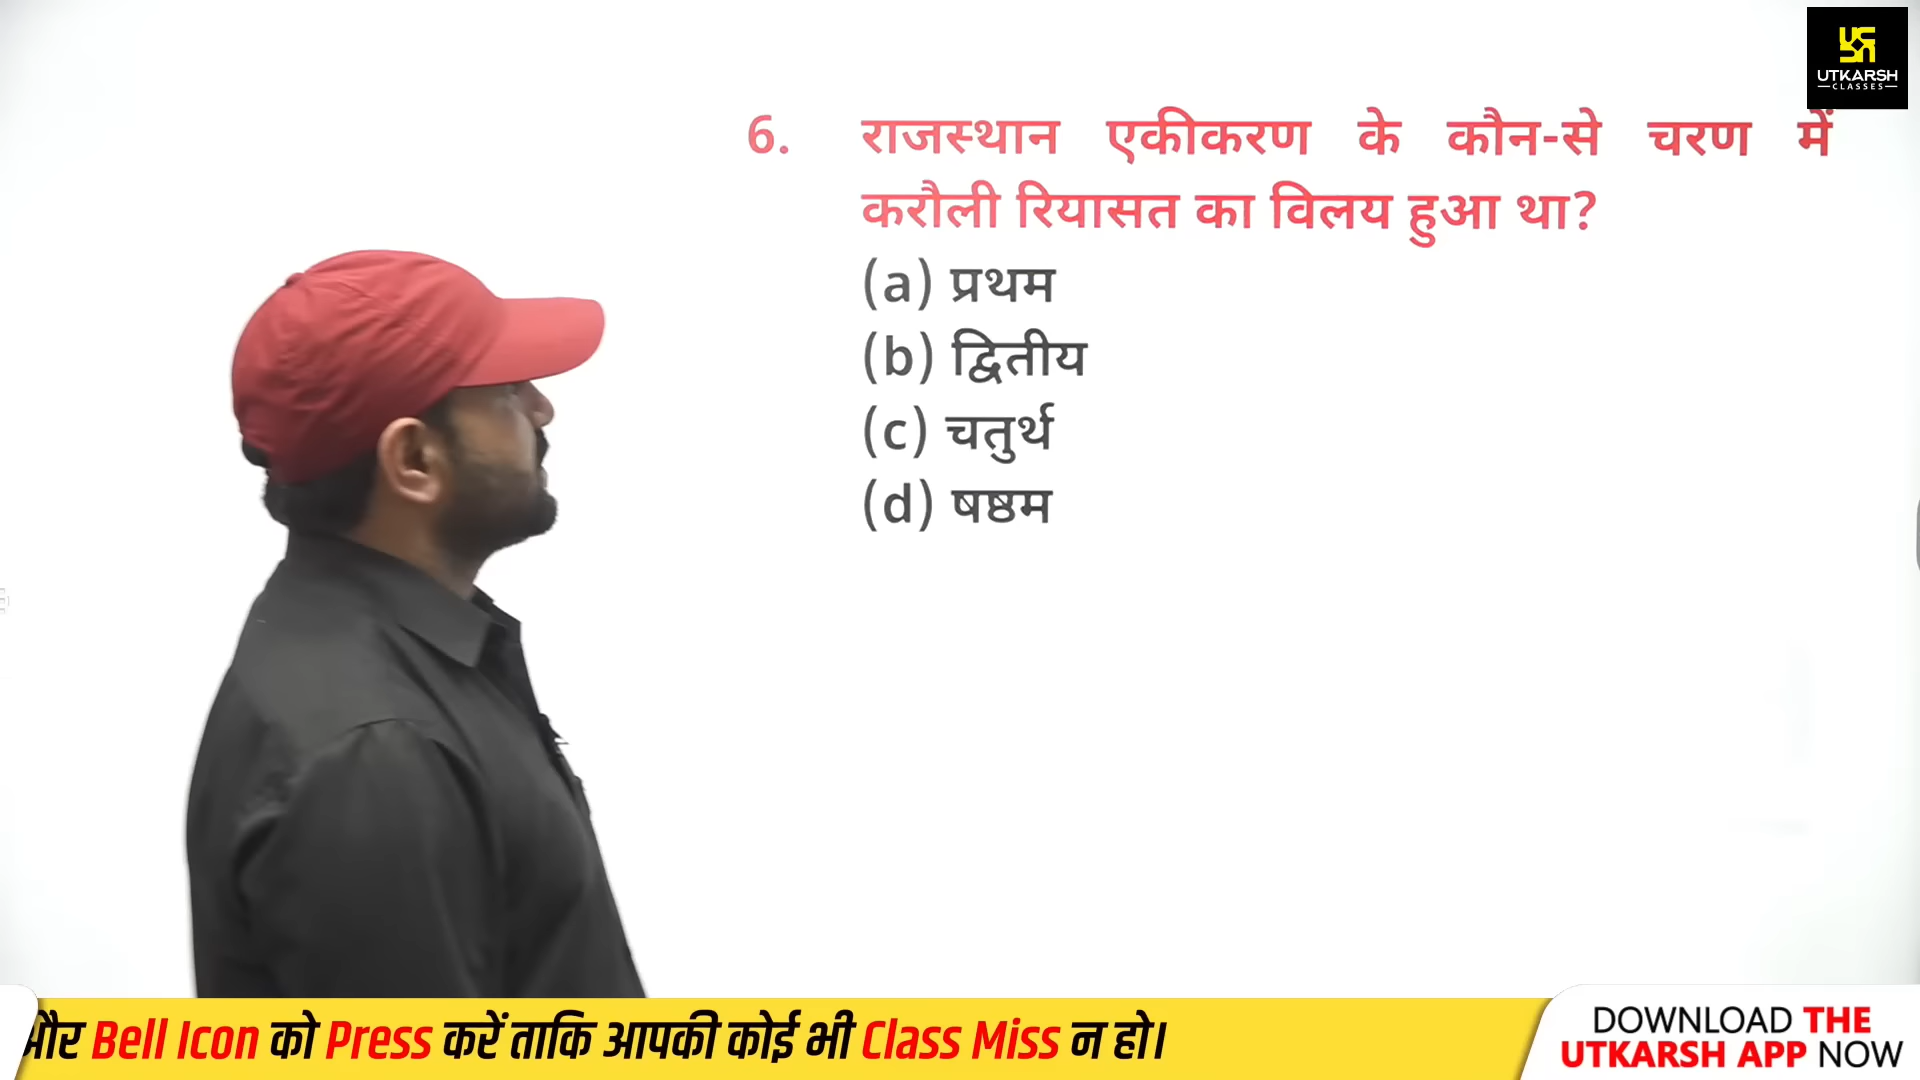 UTKARSH
CLASSES
6. राजस्थान एकीकरण के कौन-से चरण में
करौली रियासत का विलय हुआ था?
(a) प्रथम
(b) द्वितीय
(c) चतुर्थ
(d) षष्ठम
और Bell Icon को Press करें ताकि आपकी कोई भी Class Miss न हो।
DOWNLOAD THE
UTKARSH APP NOW